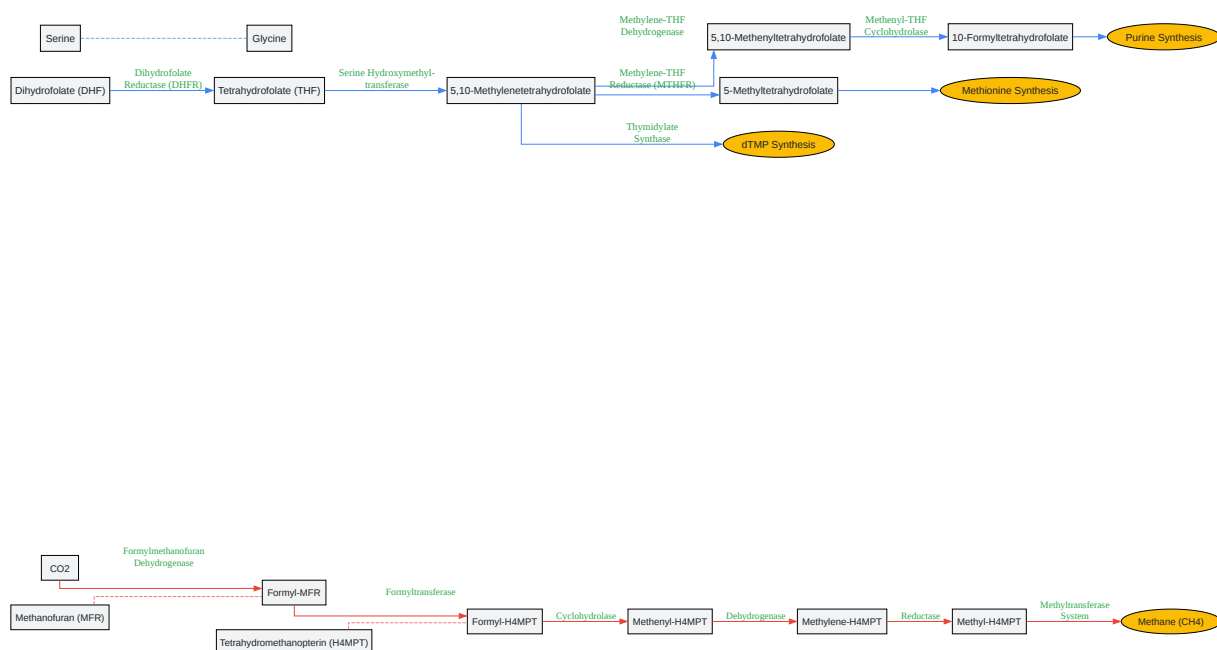 Methylene-THF
Dehydrogenase
Methenyl-THF
Cyclohydrolase
Serine
Glycine
5,10-Methenyltetrahydrofolate
10-Formyltetrahydrofolate
Purine Synthesis
Dihydrofolate
Reductase (DHFR)
Serine Hydroxymethyl-
transferase
Methylene-THF
Reductase (MTHFR)
Dihydrofolate (DHF)
Tetrahydrofolate (THF)
5,10-Methylenetetrahydrofolate
5-Methyltetrahydrofolate
Methionine Synthesis
Thymidylate
Synthase
dTMP Synthesis
Formylmethanofuran
Dehydrogenase
CO2
Formyl-MFR
Formyltransferase
Methanofuran (MFR)
Tetrahydromethanopterin (H4MPT)
Formyl-H4MPT
Cyclohydrolase
Methenyl-H4MPT
Dehydrogenase
Methylene-H4MPT
Reductase
Methyl-H4MPT
Methyltransferase
System
Methane (CH4)